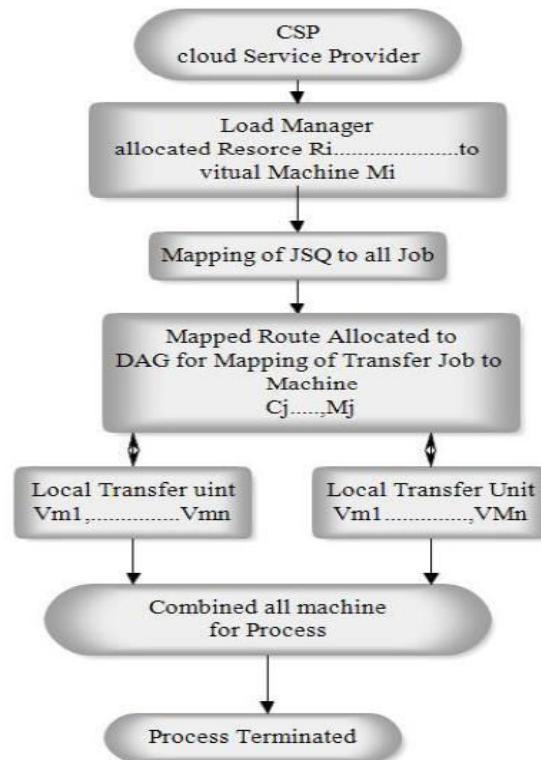 CSP
cloud Service Provider
Load Manager
allocated Resorce Ri.....................to
vitual Machine Mi
Mapping of JSQ to all Job
Mapped Route Allocated to
DAG for Mapping of Transfer Job to
Machine
Cj.....,Mj
Local Transfer uint
Vm1,..............Vmn
Local Transfer Unit
Vm1..............,VMn
Combined all machine
for Process
Process Terminated